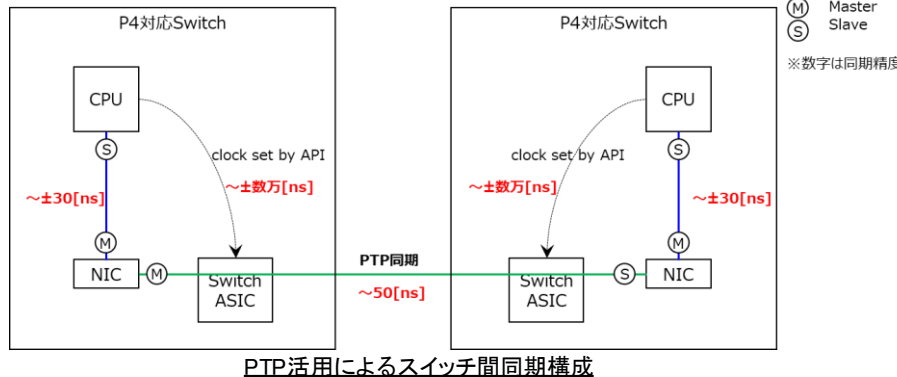 P4対応Switch
P4対応Switch
M Master
S Slave
※数字は同期精度
CPU
CPU
S
S
clock set by API
clock set by API
~±30[ns]
~±数万[ns]
~±数万[ns]
~±30[ns]
M
M
NIC
M
Switch
ASIC
PTP同期
~50[ns]
Switch
ASIC
S
NIC
PTP活用によるスイッチ間同期構成